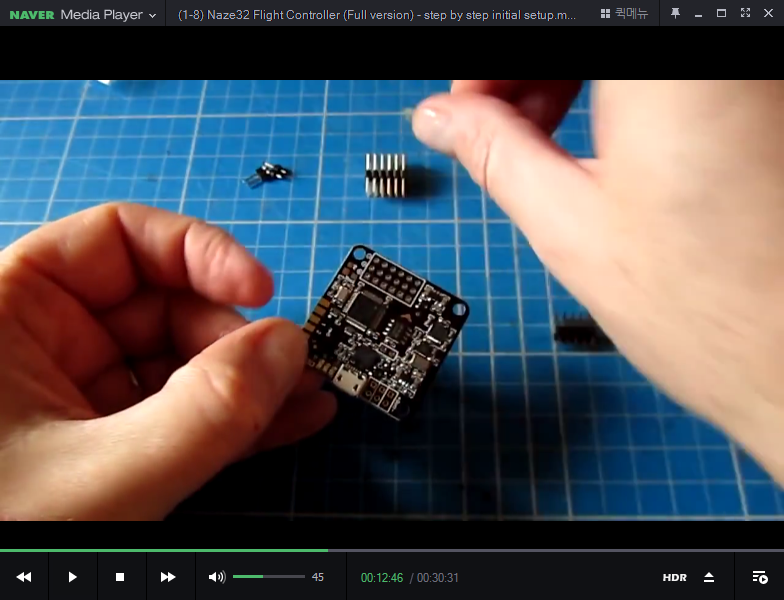 NAVER Media Player (1-8) Naze32 Flight Controller (Full version) - step by step initial setup.m... 퀵메뉴
45 00:12:46 / 00:30:31 HDR